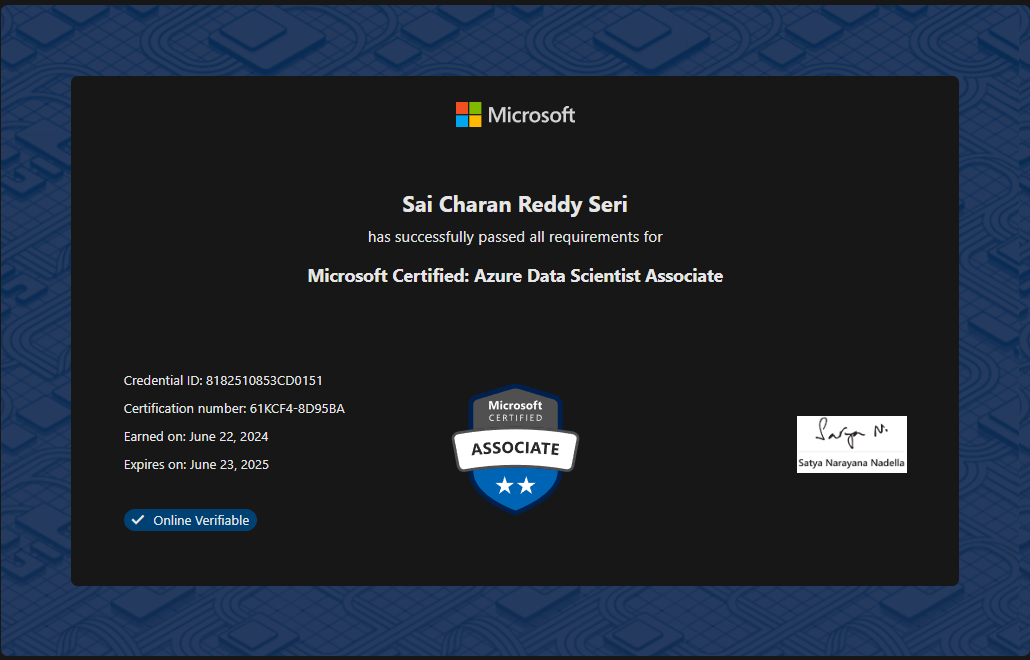 Microsoft
Sai Charan Reddy Seri
has successfully passed all requirements for
Microsoft Certified: Azure Data Scientist Associate
Credential ID: 8182510853CD0151
Certification number: 61KCF4-8D95BA
Earned on: June 22, 2024
Expires on: June 23, 2025
Online Verifiable
Microsoft
CERTIFIED
ASSOCIATE
Satya N.
Satya Narayana Nadella